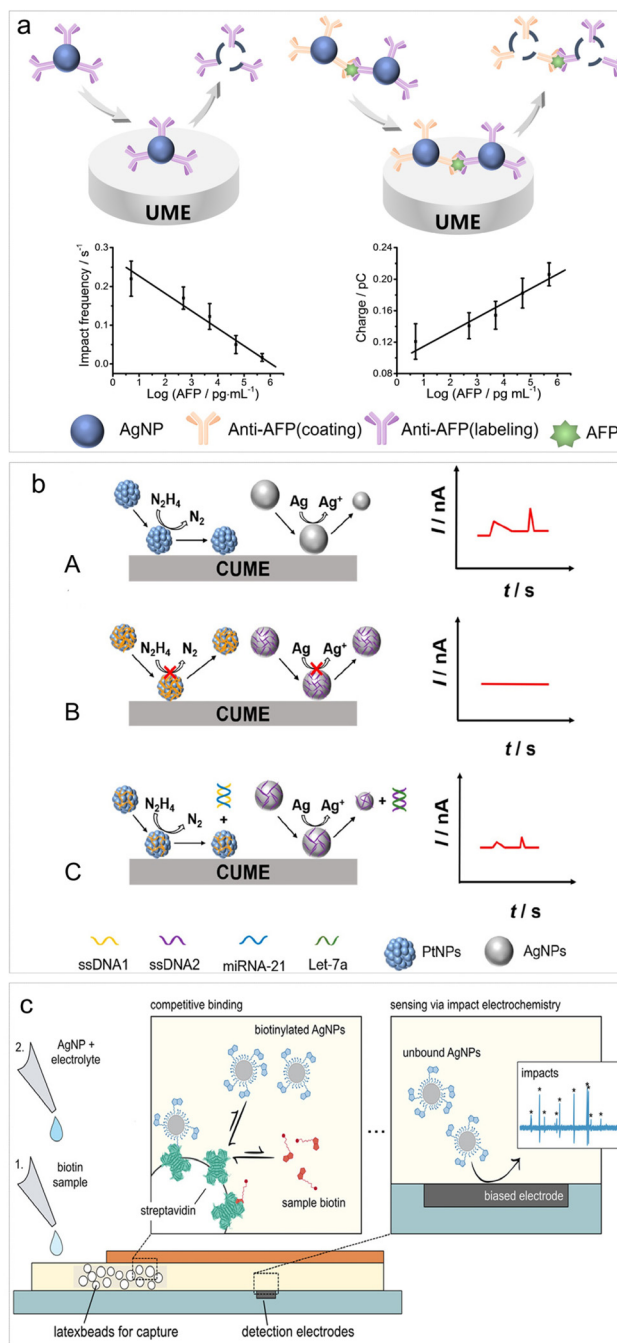 a
UME
UME
Impact frequency / s⁻¹
0.3
0.2
0.1
0.0
0 1 2 3 4 5 6
Log (AFP / pg·mL⁻¹)
Charge / pC
0.24
0.20
0.16
0.12
0.08
0 1 2 3 4 5 6
Log (AFP / pg mL⁻¹)
AgNP
Anti-AFP(coating)
Anti-AFP(labeling)
AFP
b
N₂H₄
N₂
Ag
Ag⁺
CUME
A
I / nA
t / s
N₂H₄
N₂
Ag
Ag⁺
CUME
B
I / nA
t / s
N₂H₄
N₂
+
Ag
Ag⁺
+
CUME
C
I / nA
t / s
ssDNA1
ssDNA2
miRNA-21
Let-7a
PtNPs
AgNPs
c
competitive binding
sensing via impact electrochemistry
2.
AgNP +
electrolyte
biotinylated AgNPs
unbound AgNPs
impacts
* * * * * * * * *
...
1.
biotin
sample
streptavidin
sample biotin
biased electrode
latexbeads for capture
detection electrodes